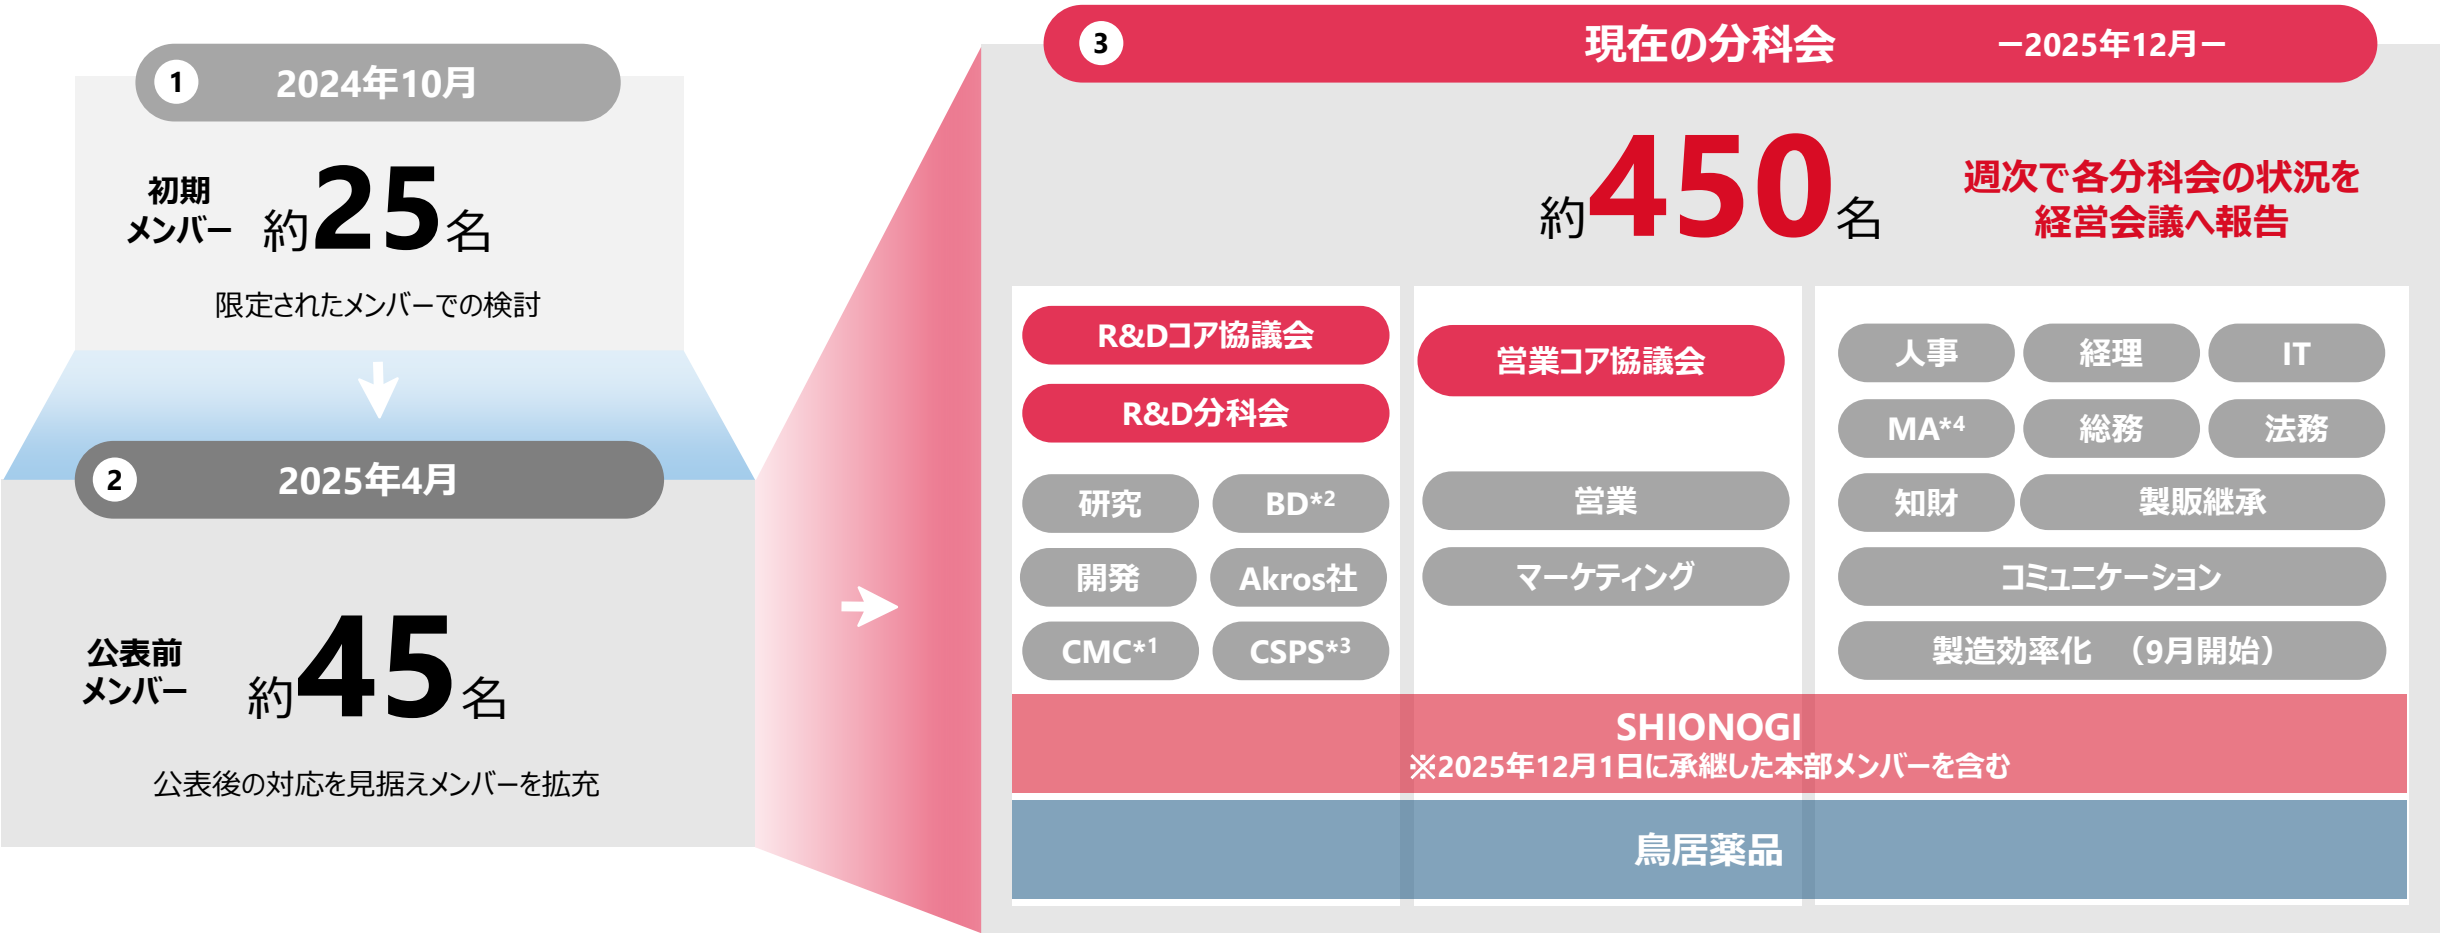 1
2024年10月
初期
メンバー
約25名
限定されたメンバーでの検討
2
2025年4月
公表前
メンバー
約45名
公表後の対応を見据えメンバーを拡充
3
現在の分科会 －2025年12月－
約450名
週次で各分科会の状況を
経営会議へ報告
R&Dコア協議会
R&D分科会
研究 BD*2
開発 Akros社
CMC*1 CSPS*3
営業コア協議会
営業
マーケティング
人事 経理 IT
MA*4 総務 法務
知財 製販継承
コミュニケーション
製造効率化 （9月開始）
SHIONOGI
※2025年12月1日に承継した本部メンバーを含む
鳥居薬品